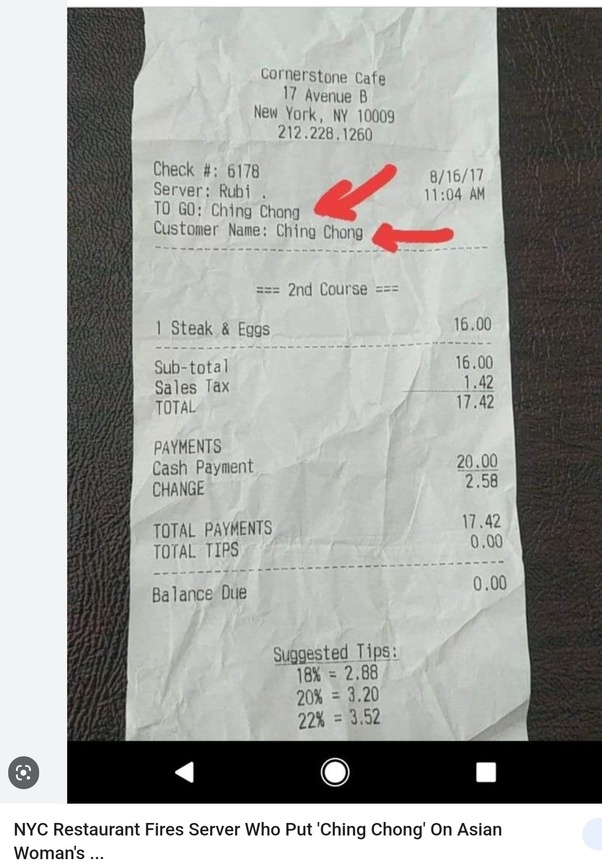 Cornerstone Cafe
17 Avenue B
New York, NY 10009
212.228.1260
Check #: 6178 8/16/17
Server: Rubi . 11:04 AM
TO GO: Ching Chong
Customer Name: Ching Chong
=== 2nd Course ===
1 Steak & Eggs 16.00
Sub-total 16.00
Sales Tax 1.42
TOTAL 17.42
PAYMENTS
Cash Payment 20.00
CHANGE 2.58
TOTAL PAYMENTS 17.42
TOTAL TIPS 0.00
Balance Due 0.00
Suggested Tips:
18% = 2.88
20% = 3.20
22% = 3.52
NYC Restaurant Fires Server Who Put 'Ching Chong' On Asian
Woman's ...